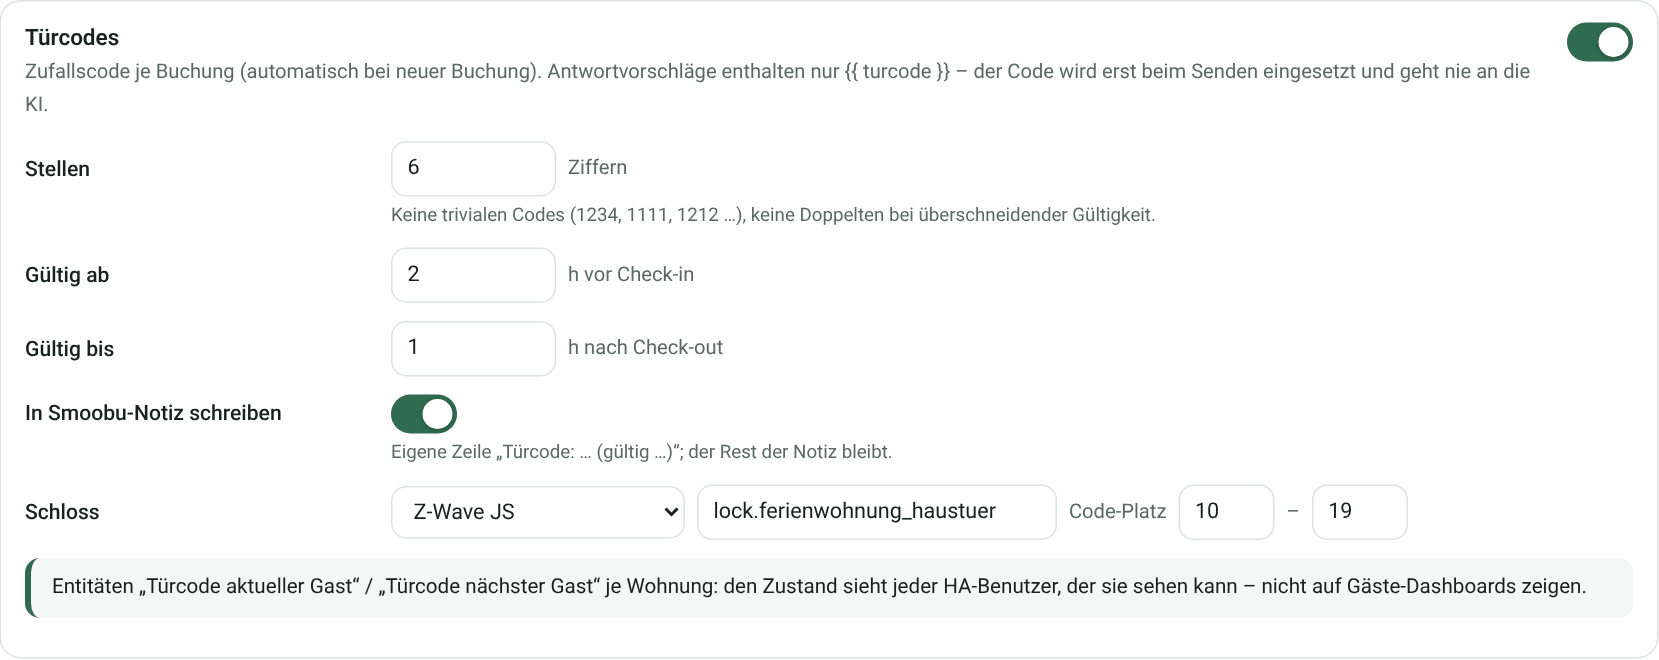 Türcodes
Zufallscode je Buchung (automatisch bei neuer Buchung). Antwortvorschläge enthalten nur {{ turcode }} – der Code wird erst beim Senden eingesetzt und geht nie an die
KI.
Stellen 6 Ziffern
Keine trivialen Codes (1234, 1111, 1212 …), keine Doppelten bei überschneidender Gültigkeit.
Gültig ab 2 h vor Check-in
Gültig bis 1 h nach Check-out
In Smoobu-Notiz schreiben
Eigene Zeile „Türcode: … (gültig …)“; der Rest der Notiz bleibt.
Schloss Z-Wave JS lock.ferienwohnung_haustuer Code-Platz 10 – 19
Entitäten „Türcode aktueller Gast“ / „Türcode nächster Gast“ je Wohnung: den Zustand sieht jeder HA-Benutzer, der sie sehen kann – nicht auf Gäste-Dashboards zeigen.